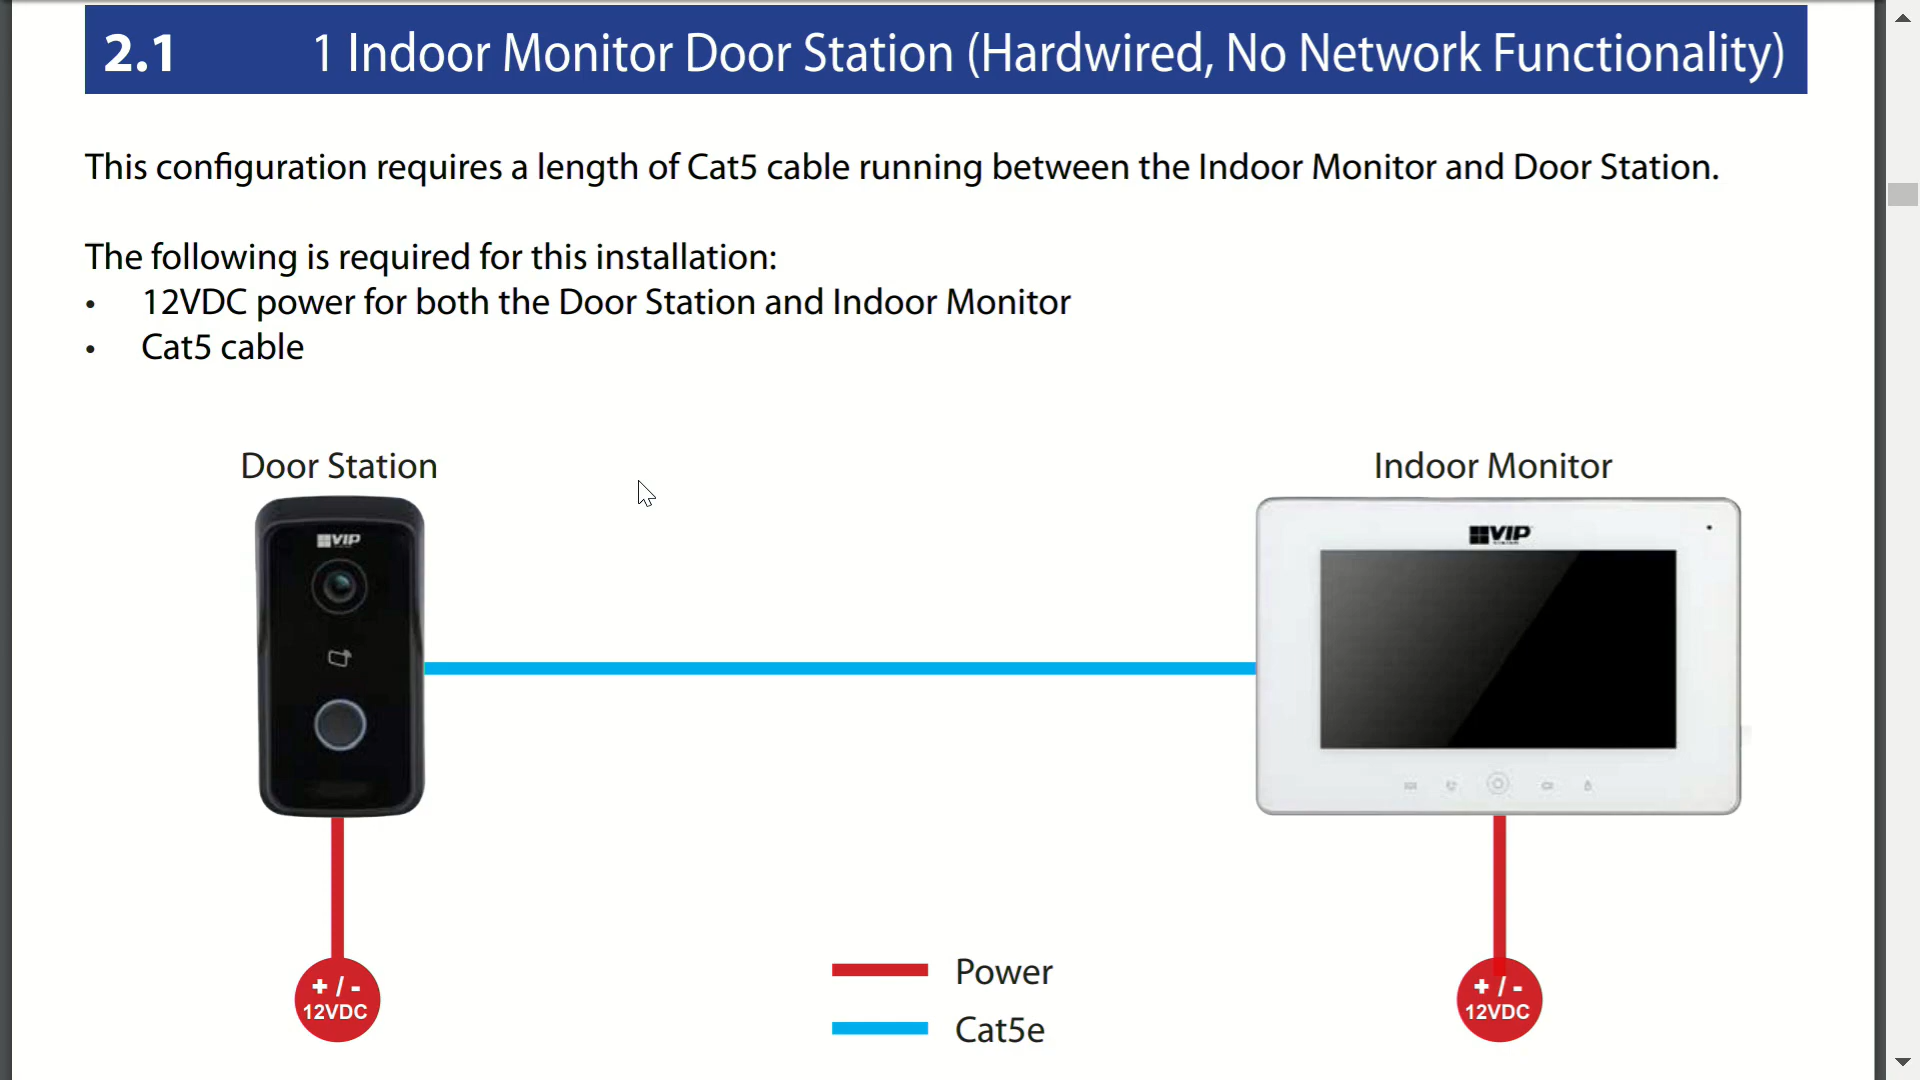 2.1 1 Indoor Monitor Door Station (Hardwired, No Network Functionality)
This configuration requires a length of Cat5 cable running between the Indoor Monitor and Door Station.
The following is required for this installation:
• 12VDC power for both the Door Station and Indoor Monitor
• Cat5 cable
Door Station
Indoor Monitor
VIP
VIP
Power
Cat5e
+ / -
12VDC
+ / -
12VDC